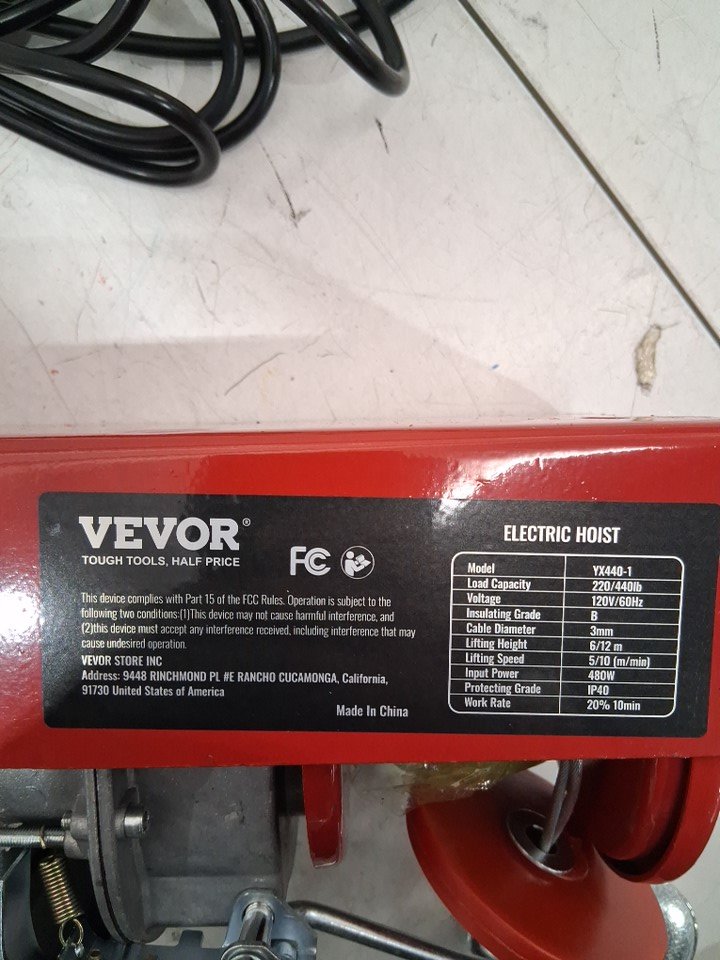 VEVOR®
TOUGH TOOLS, HALF PRICE
FC
This device complies with Part 15 of the FCC Rules. Operation is subject to the
following two conditions:(1)This device may not cause harmful interference, and
(2)this device must accept any interference received, including interference that may
cause undesired operation.
VEVOR STORE INC
Address: 9448 RINCHMOND PL #E RANCHO CUCAMONGA, California,
91730 United States of America
Made In China
ELECTRIC HOIST
Model YX440-1
Load Capacity 220/440lb
Voltage 120V/60Hz
Insulating Grade B
Cable Diameter 3mm
Lifting Height 6/12 m
Lifting Speed 5/10 (m/min)
Input Power 480W
Protecting Grade IP40
Work Rate 20% 10min